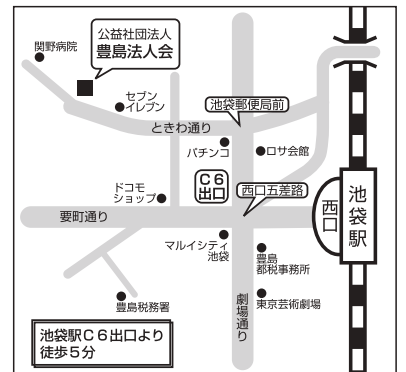 関野病院
公益社団法人
豊島法人会
セブン
イレブン
池袋郵便局前
ときわ通り
パチンコ
ロサ会館
C6
出口
ドコモ
ショップ
西口五差路
要町通り
西口
池袋駅
マルイシティ
池袋
豊島
都税事務所
豊島税務署
劇場通り
東京芸術劇場
池袋駅C6出口より
徒歩5分